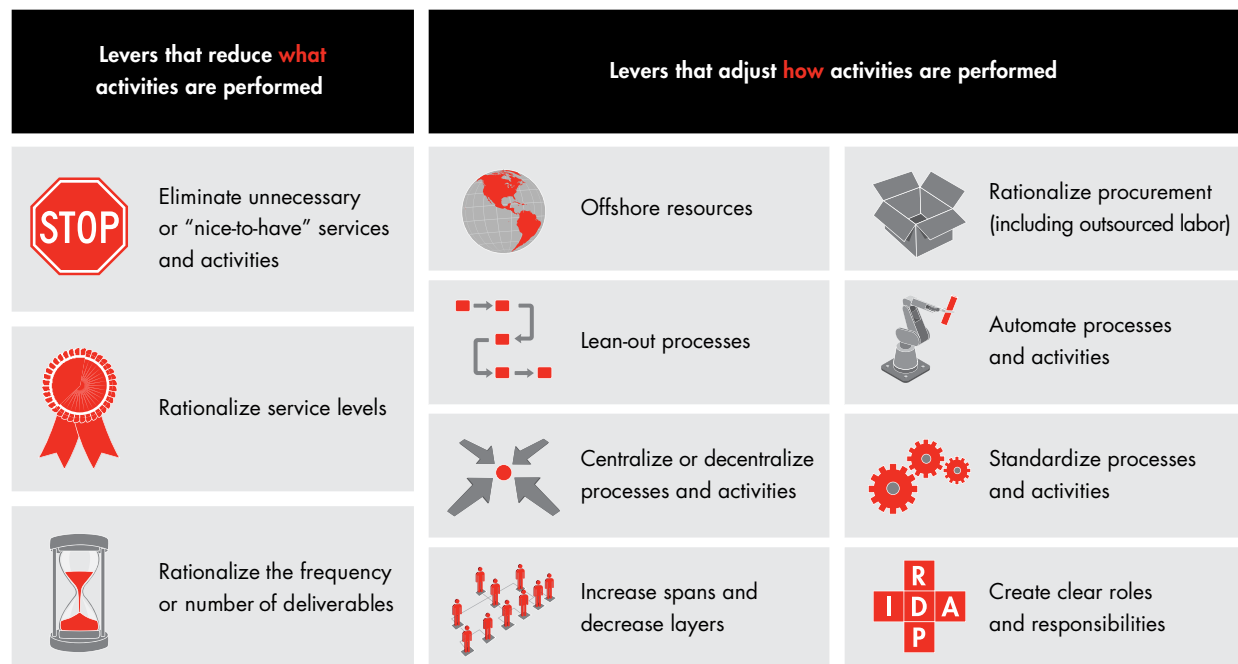 Levers that reduce what
activities are performed
Levers that adjust how activities are performed
STOP
Eliminate unnecessary
or “nice-to-have” services
and activities
Rationalize service levels
Rationalize the frequency
or number of deliverables
Offshore resources
Lean-out processes
Centralize or decentralize
processes and activities
Increase spans and
decrease layers
Rationalize procurement
(including outsourced labor)
Automate processes
and activities
Standardize processes
and activities
R
I D A
P
Create clear roles
and responsibilities